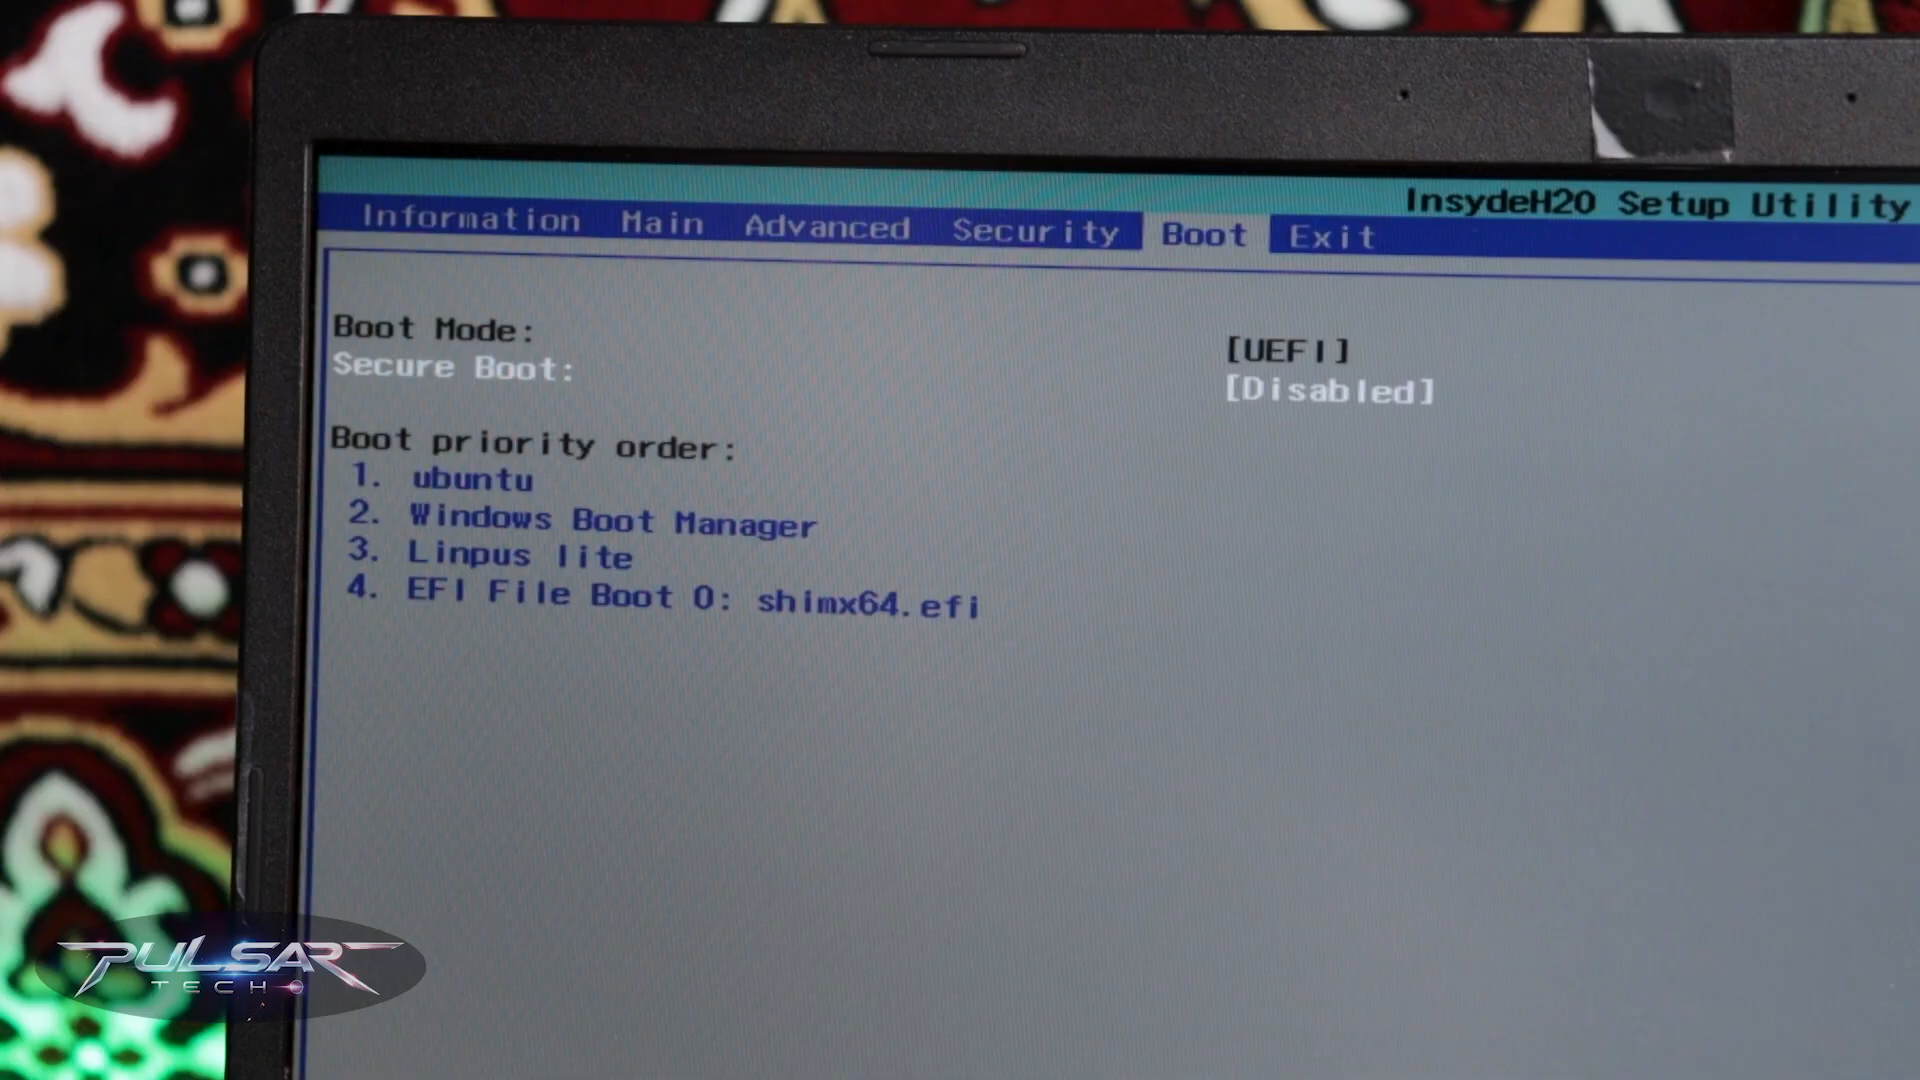 InsydeH20 Setup Utility
Information Main Advanced Security Boot Exit
Boot Mode: [UEFI]
Secure Boot: [Disabled]
Boot priority order:
1. ubuntu
2. Windows Boot Manager
3. Linpus lite
4. EFI File Boot 0: shimx64.efi
PULSAR
TECH